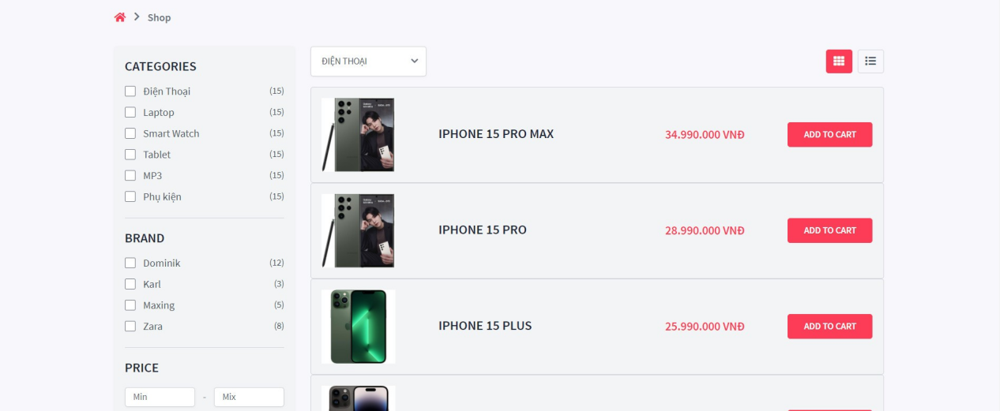 Shop
CATEGORIES
Điện Thoại (15)
Laptop (15)
Smart Watch (15)
Tablet (15)
MP3 (15)
Phụ kiện (15)
BRAND
Dominik (12)
Karl (3)
Maxing (5)
Zara (8)
PRICE
Min - Mix
ĐIỆN THOẠI
IPHONE 15 PRO MAX 34.990.000 VNĐ ADD TO CART
IPHONE 15 PRO 28.990.000 VNĐ ADD TO CART
IPHONE 15 PLUS 25.990.000 VNĐ ADD TO CART